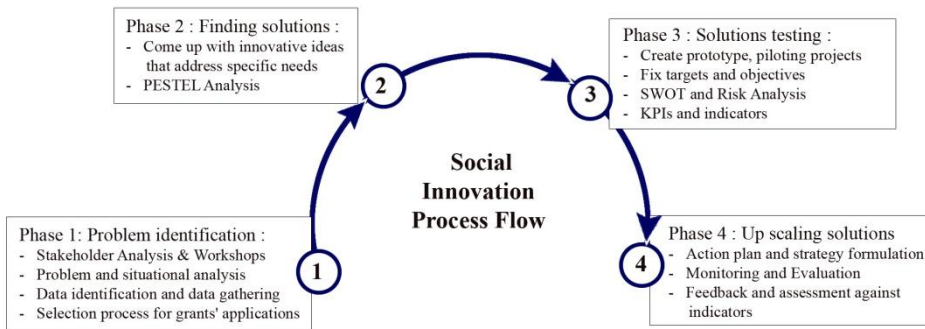 Phase 2 : Finding solutions :
- Come up with innovative ideas
that address specific needs
- PESTEL Analysis
Phase 3 : Solutions testing :
- Create prototype, piloting projects
- Fix targets and objectives
- SWOT and Risk Analysis
- KPIs and indicators
2
3
Social
Innovation
Process Flow
Phase 1: Problem identification :
- Stakeholder Analysis & Workshops
- Problem and situational analysis
- Data identification and data gathering
- Selection process for grants' applications
1
4
Phase 4 : Up scaling solutions
- Action plan and strategy formulation
- Monitoring and Evaluation
- Feedback and assessment against
indicators